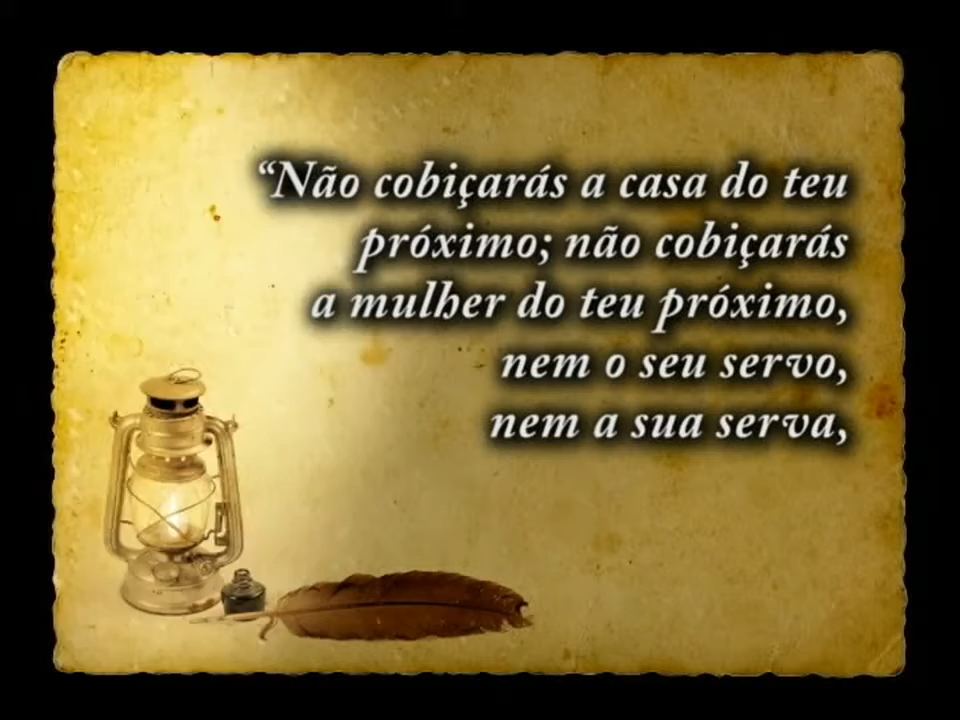 “Não cobiçarás a casa do teu
próximo; não cobiçarás
a mulher do teu próximo,
nem o seu servo,
nem a sua serva,